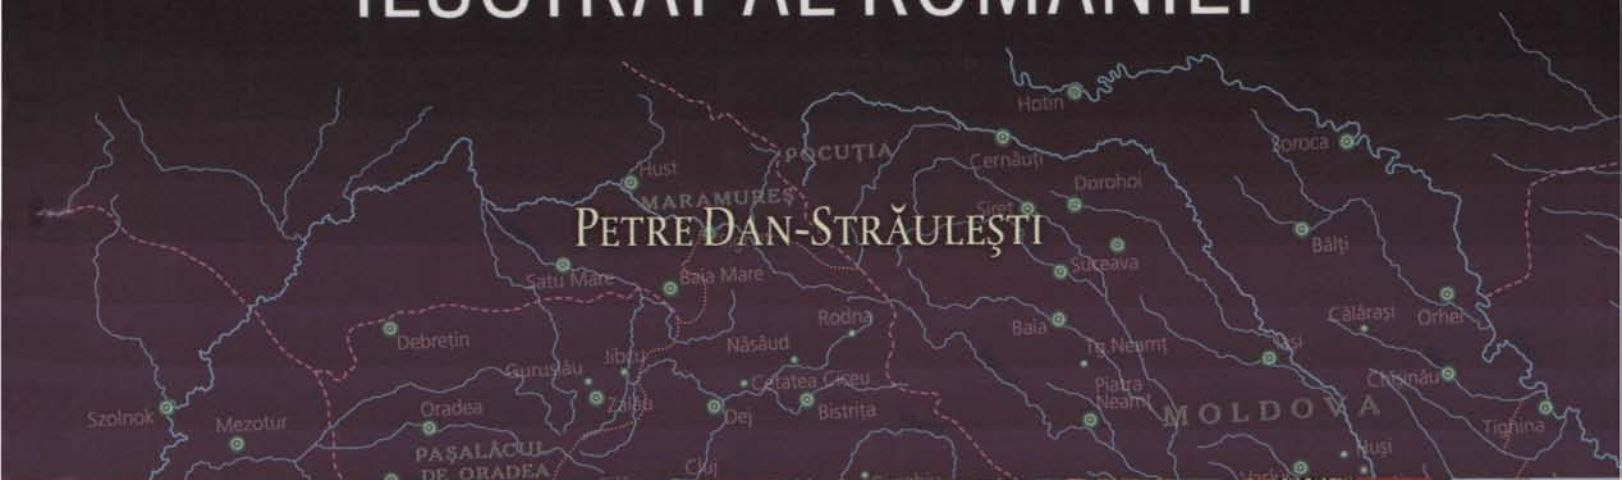 ILUSTRAT AL ROMÂNIEI
Hotin
Soroca
POCUȚIA
Cernăuți
Hust
MARAMUREȘ
Dorohoi
Siret
PETRE DAN-STRĂULEȘTI
Bălți
Suceava
Satu Mare
Baia Mare
Rodna
Baia
Călărași
Orhei
Debrețin
Năsăud
Jibău
Tg.Neamț
Iași
Guruslău
Cetatea Ciceu
Chișinău
Szolnok
Mezotur
Oradea
Zalău
Dej
Bistrița
Piatra
Neamț
MOLDOVA
Tighina
PAȘALÂCUL
DE ORADEA
Cluj
Huși